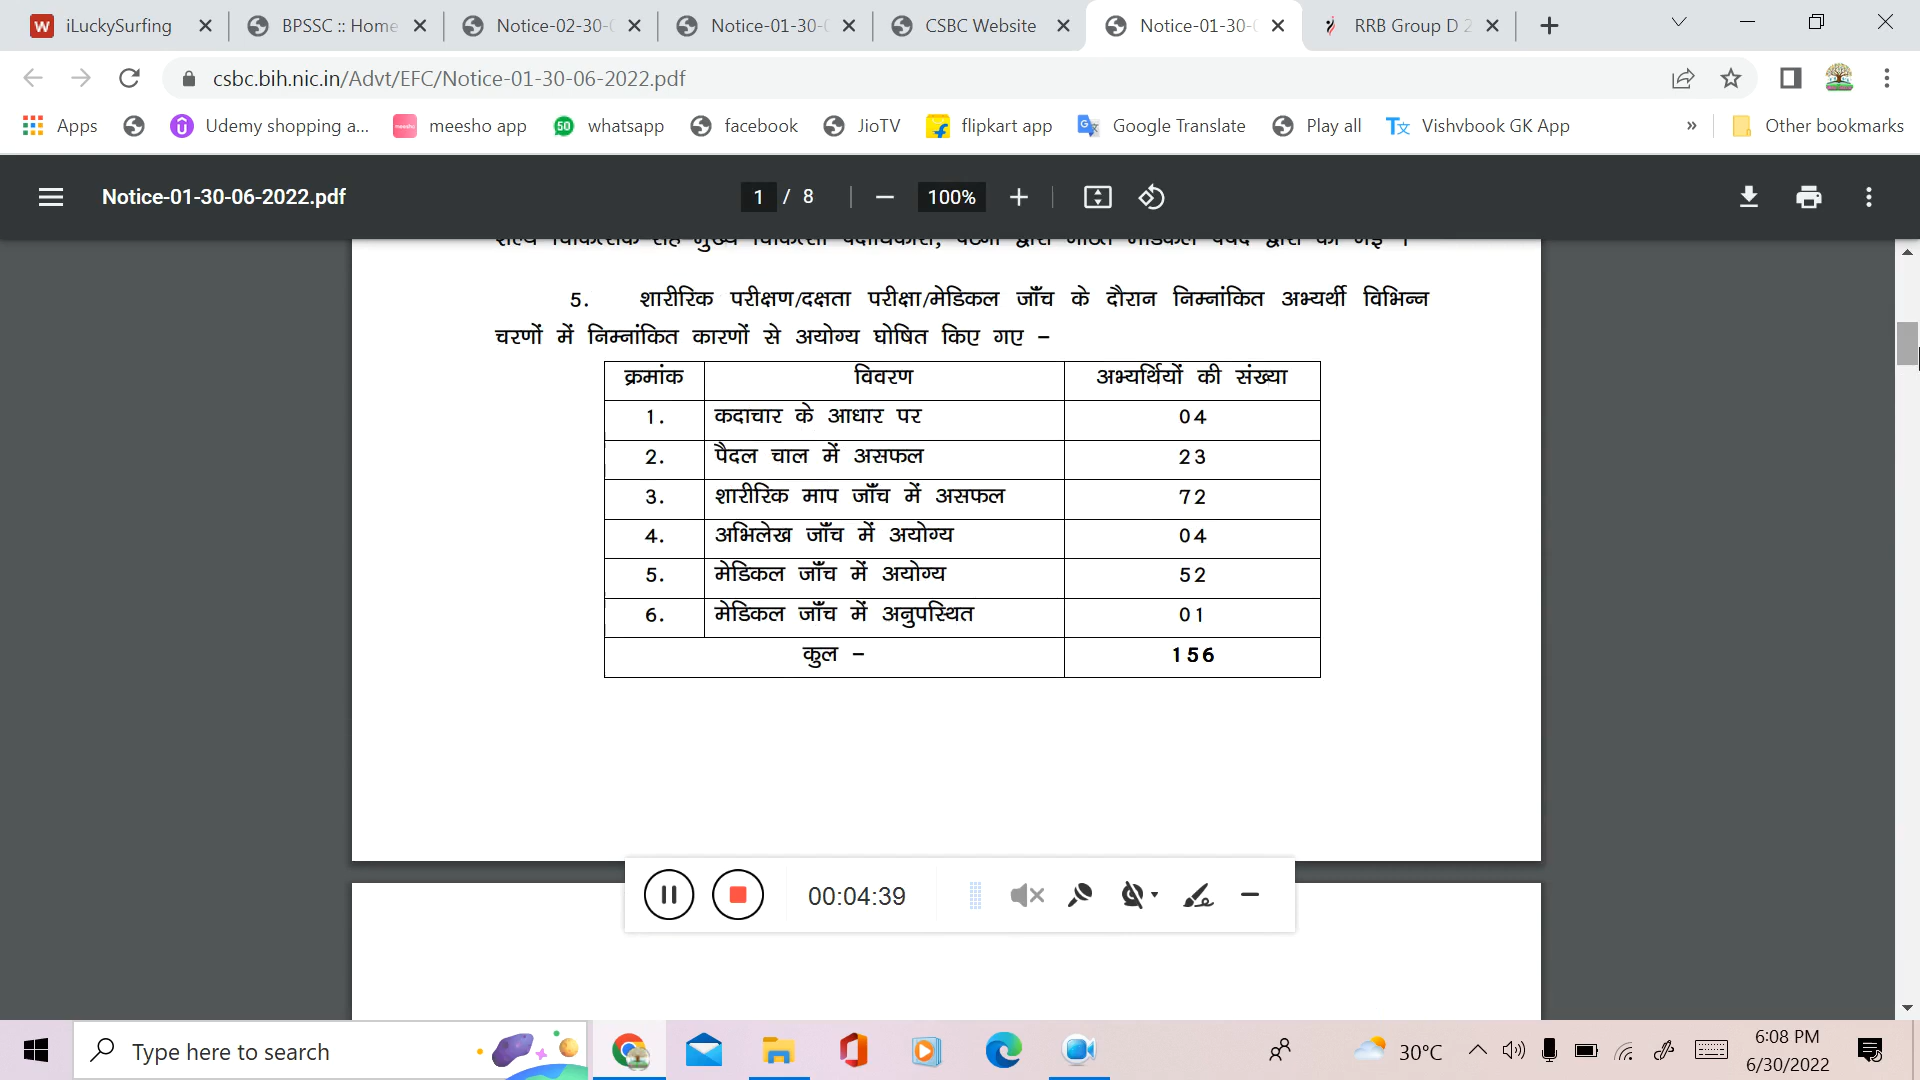 iLuckySurfing
BPSSC :: Home
Notice-02-30-0
Notice-01-30-0
CSBC Website
Notice-01-30-0
RRB Group D 2
csbc.bih.nic.in/Advt/EFC/Notice-01-30-06-2022.pdf
Apps
Udemy shopping a...
meesho app
50 whatsapp
facebook
JioTV
flipkart app
Google Translate
Play all
Vishvbook GK App
»
Other bookmarks
Notice-01-30-06-2022.pdf
1 / 8
100%
5. शारीरिक परीक्षण/दक्षता परीक्षा/मेडिकल जाँच के दौरान निम्नांकित अभ्यर्थी विभिन्न
चरणों में निम्नांकित कारणों से अयोग्य घोषित किए गए -
क्रमांक विवरण अभ्यर्थियों की संख्या
1. कदाचार के आधार पर 04
2. पैदल चाल में असफल 23
3. शारीरिक माप जाँच में असफल 72
4. अभिलेख जाँच में अयोग्य 04
5. मेडिकल जाँच में अयोग्य 52
6. मेडिकल जाँच में अनुपस्थित 01
कुल - 156
00:04:39
Type here to search
30°C
6:08 PM
6/30/2022